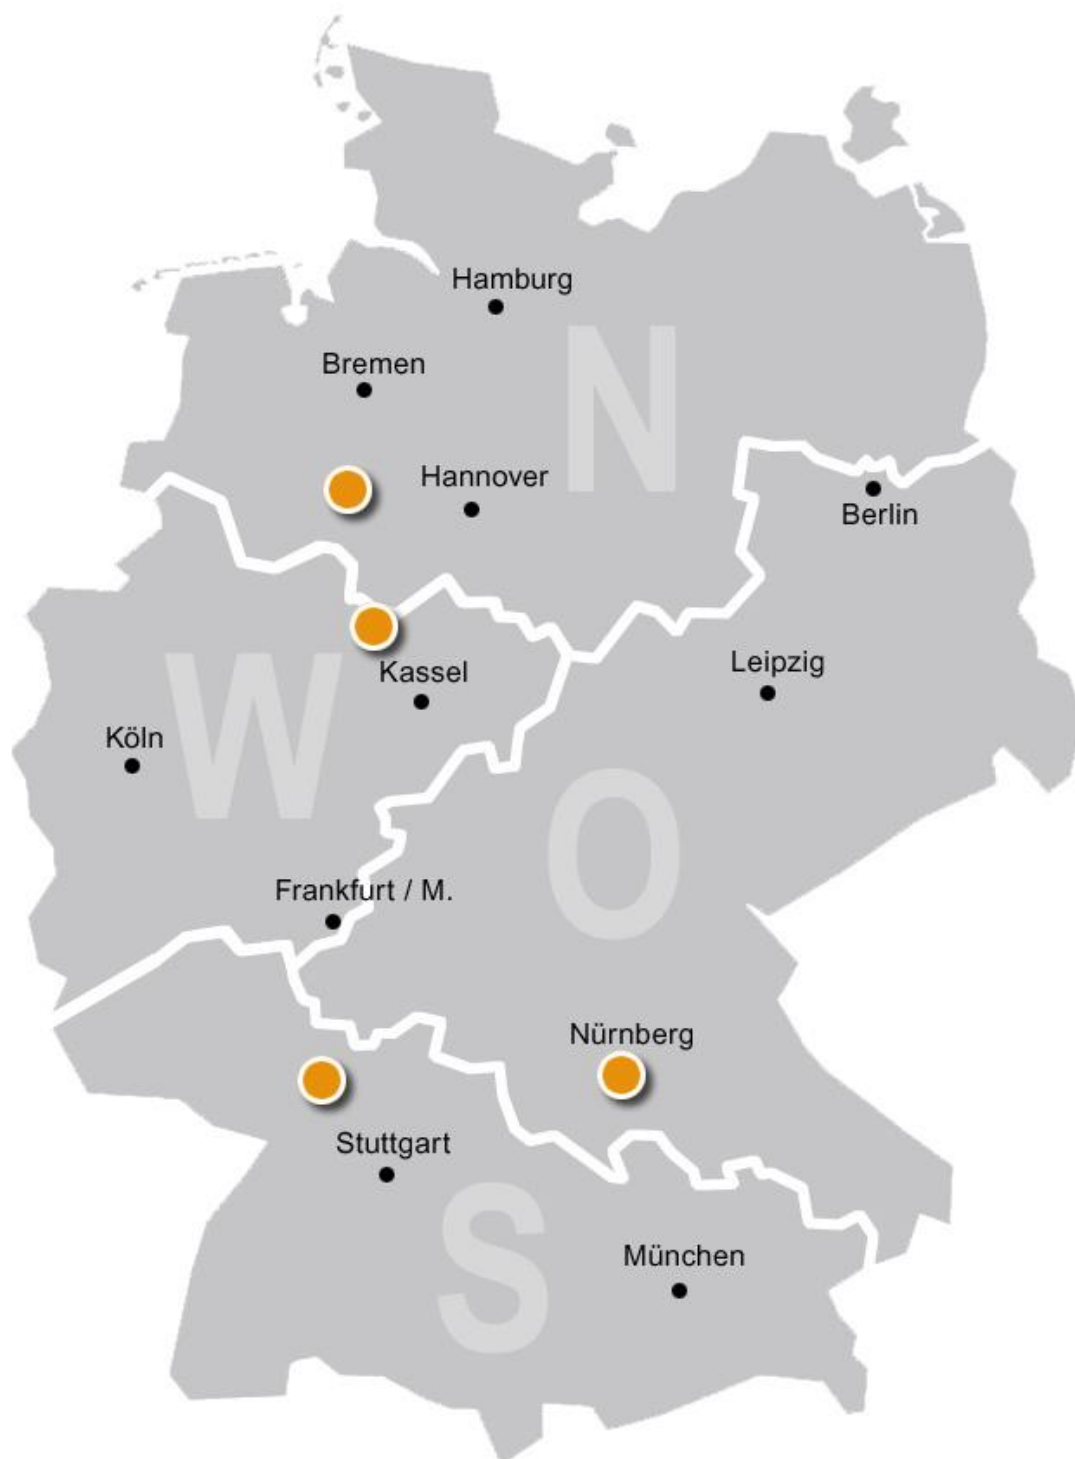 Hamburg
N
Bremen
Hannover
Berlin
W
Kassel
Leipzig
Köln
O
Frankfurt / M.
Nürnberg
Stuttgart
S
München